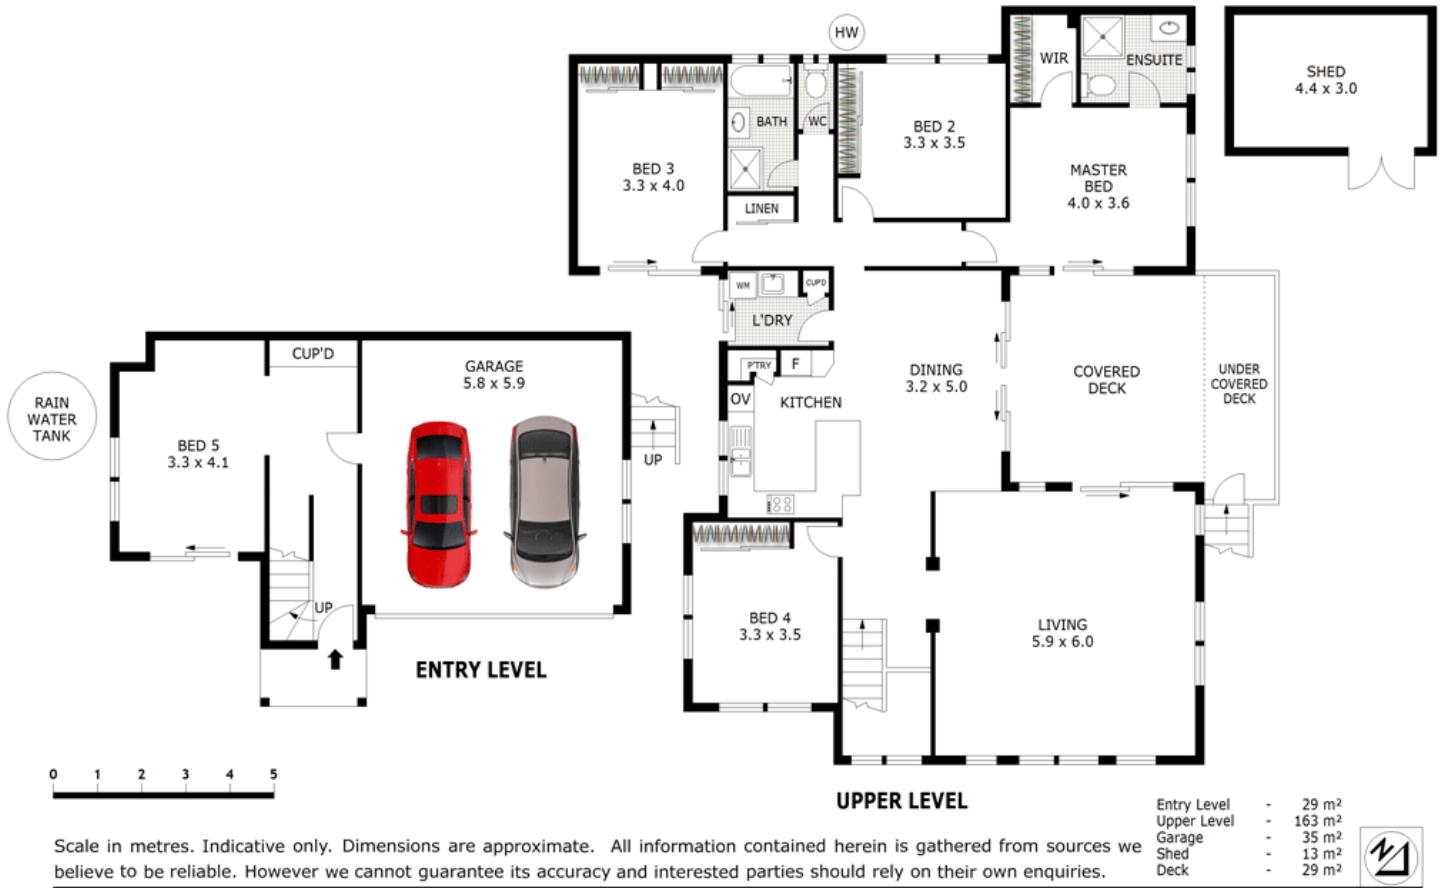 HW
WIR
ENSUITE
SHED
4.4 x 3.0
BATH
WC
BED 2
3.3 x 3.5
BED 3
3.3 x 4.0
MASTER
BED
4.0 x 3.6
LINEN
WM
CUP'D
L'DRY
CUP'D
GARAGE
5.8 x 5.9
P'TRY
F
DINING
3.2 x 5.0
COVERED
DECK
UNDER
COVERED
DECK
RAIN
WATER
TANK
OV
KITCHEN
BED 5
3.3 x 4.1
UP
UP
BED 4
3.3 x 3.5
LIVING
5.9 x 6.0
ENTRY LEVEL
0 1 2 3 4 5
UPPER LEVEL
Entry Level - 29 m²
Upper Level - 163 m²
Garage - 35 m²
Shed - 13 m²
Deck - 29 m²
Scale in metres. Indicative only. Dimensions are approximate. All information contained herein is gathered from sources we
believe to be reliable. However we cannot guarantee its accuracy and interested parties should rely on their own enquiries.
N